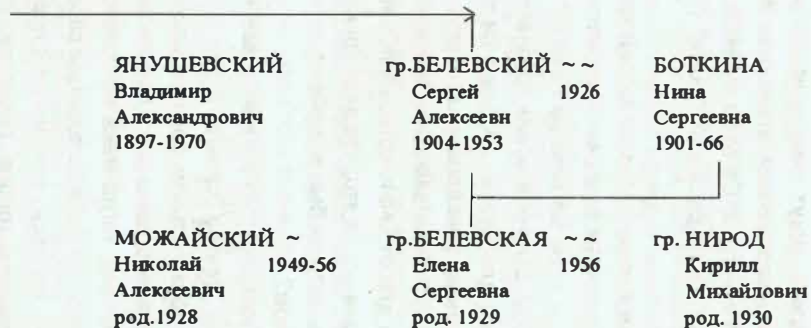 ЯНУШЕВСКИЙ гр.БЕЛЕВСКИЙ ~ ~ БОТКИНА
Владимир Сергей 1926 Нина
Александрович Алексеевн Сергеевна
1897-1970 1904-1953 1901-66
МОЖАЙСКИЙ ~ гр.БЕЛЕВСКАЯ ~ ~ гр. НИРОД
Николай 1949-56 Елена 1956 Кирилл
Алексеевич Сергеевна Михайлович
род.1928 род. 1929 род. 1930